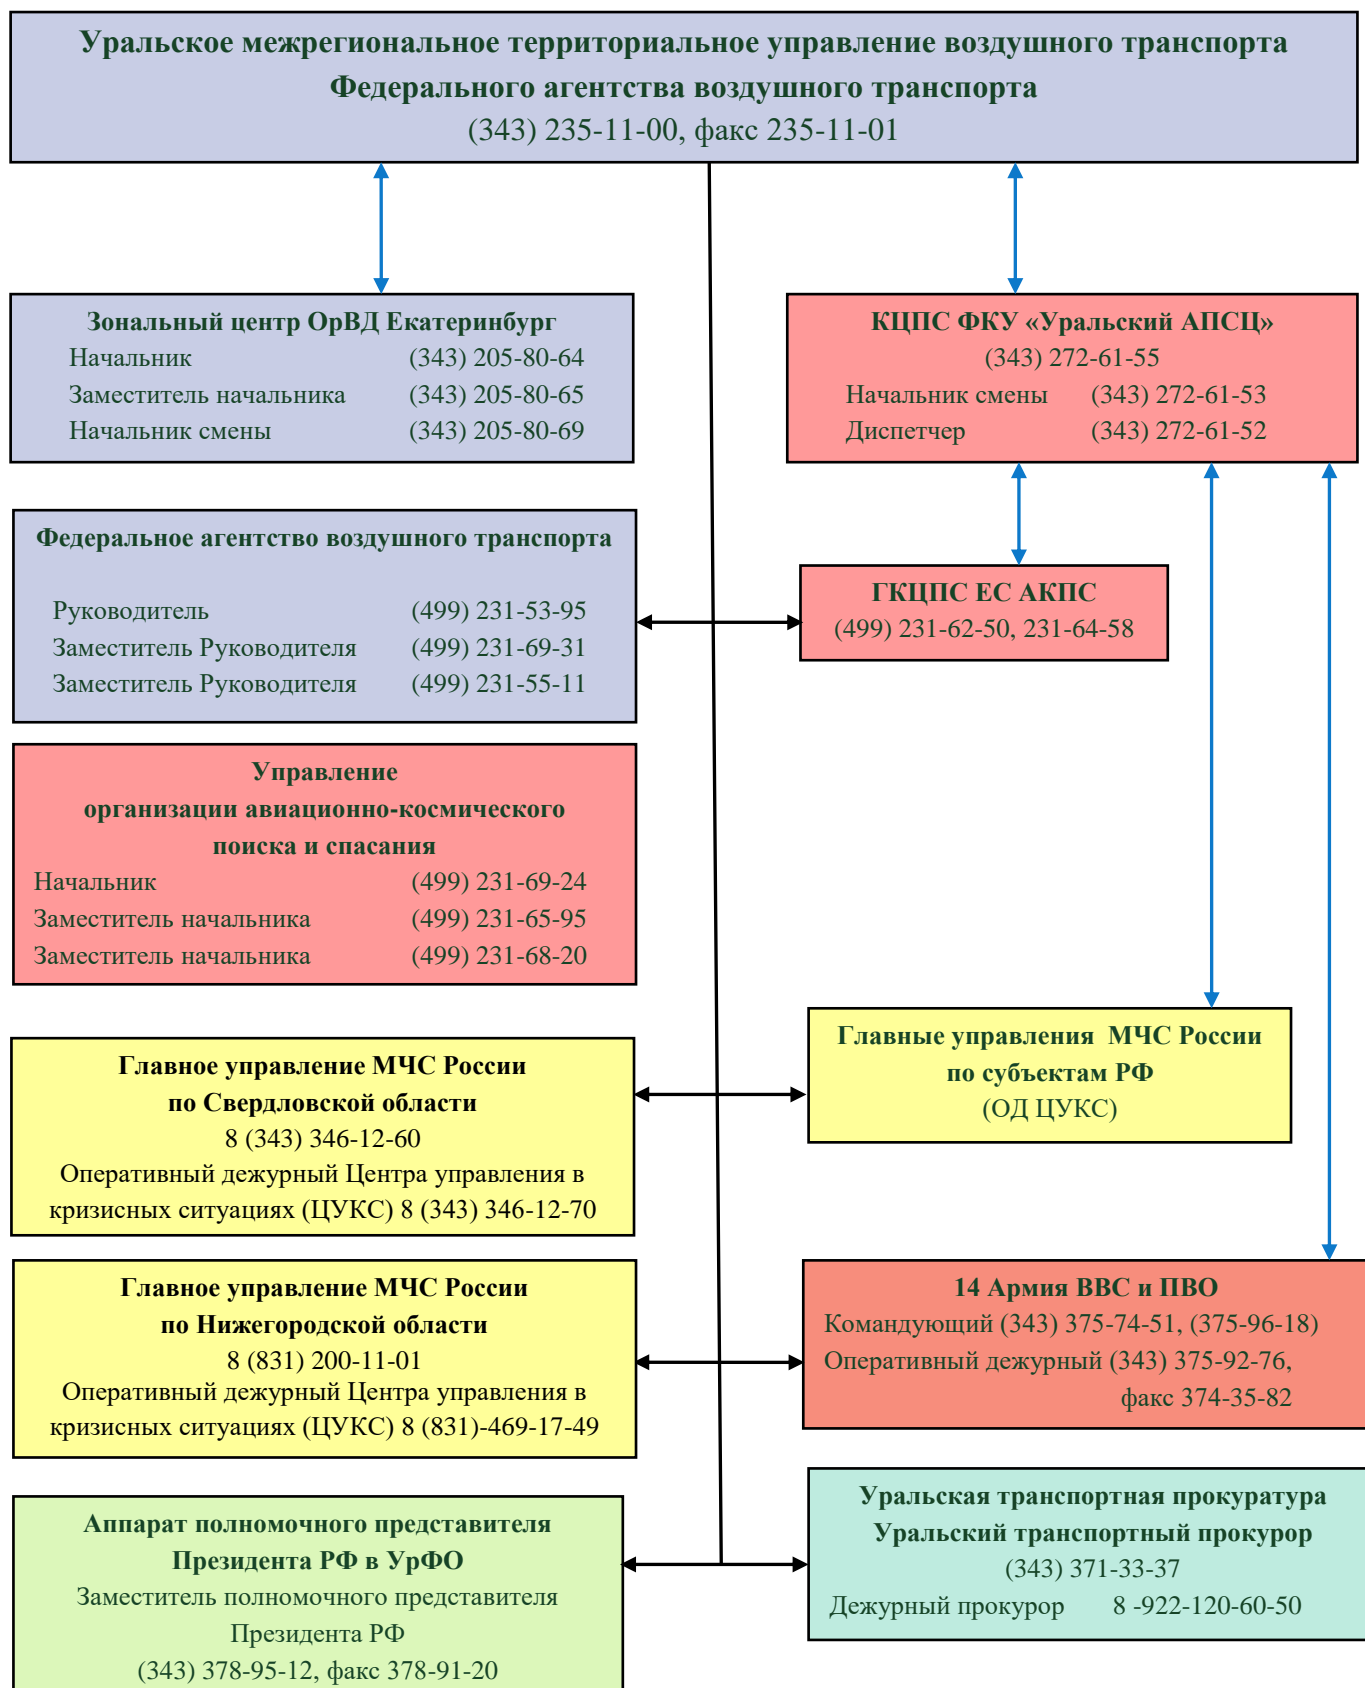 Уральское межрегиональное территориальное управление воздушного транспорта
Федерального агентства воздушного транспорта
(343) 235-11-00, факс 235-11-01
Зональный центр ОрВД Екатеринбург
Начальник (343) 205-80-64
Заместитель начальника (343) 205-80-65
Начальник смены (343) 205-80-69
КЦПС ФКУ «Уральский АПСЦ»
(343) 272-61-55
Начальник смены (343) 272-61-53
Диспетчер (343) 272-61-52
Федеральное агентство воздушного транспорта
Руководитель (499) 231-53-95
Заместитель Руководителя (499) 231-69-31
Заместитель Руководителя (499) 231-55-11
ГКЦПС ЕС АКПС
(499) 231-62-50, 231-64-58
Управление
организации авиационно-космического
поиска и спасания
Начальник (499) 231-69-24
Заместитель начальника (499) 231-65-95
Заместитель начальника (499) 231-68-20
Главные управления МЧС России
по субъектам РФ
(ОД ЦУКС)
Главное управление МЧС России
по Свердловской области
8 (343) 346-12-60
Оперативный дежурный Центра управления в
кризисных ситуациях (ЦУКС) 8 (343) 346-12-70
Главное управление МЧС России
по Нижегородской области
8 (831) 200-11-01
Оперативный дежурный Центра управления в
кризисных ситуациях (ЦУКС) 8 (831)-469-17-49
14 Армия ВВС и ПВО
Командующий (343) 375-74-51, (375-96-18)
Оперативный дежурный (343) 375-92-76,
факс 374-35-82
Аппарат полномочного представителя
Президента РФ в УрФО
Заместитель полномочного представителя
Президента РФ
(343) 378-95-12, факс 378-91-20
Уральская транспортная прокуратура
Уральский транспортный прокурор
(343) 371-33-37
Дежурный прокурор 8 -922-120-60-50